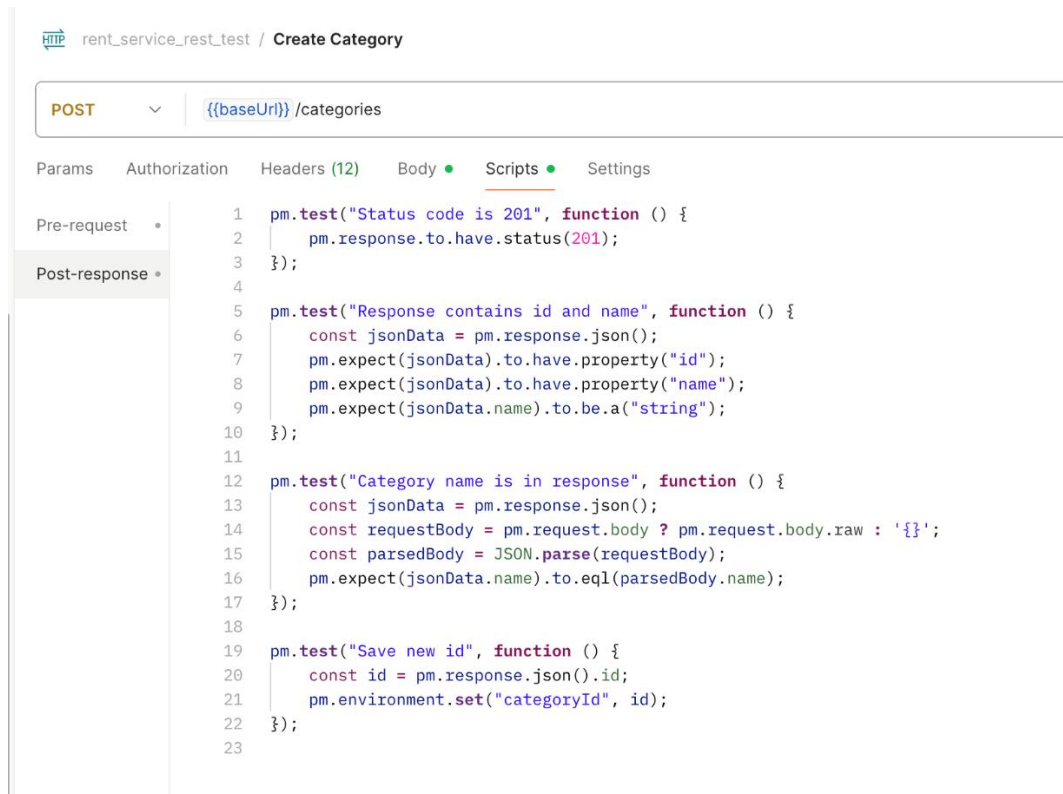 HTTP rent_service_rest_test / Create Category
POST {{baseUrl}} /categories
Params Authorization Headers (12) Body Scripts Settings
Pre-request
Post-response
1 pm.test("Status code is 201", function () {
2     pm.response.to.have.status(201);
3 });
4
5 pm.test("Response contains id and name", function () {
6     const jsonData = pm.response.json();
7     pm.expect(jsonData).to.have.property("id");
8     pm.expect(jsonData).to.have.property("name");
9     pm.expect(jsonData.name).to.be.a("string");
10 });
11
12 pm.test("Category name is in response", function () {
13     const jsonData = pm.response.json();
14     const requestBody = pm.request.body ? pm.request.body.raw : '{}';
15     const parsedBody = JSON.parse(requestBody);
16     pm.expect(jsonData.name).to.eql(parsedBody.name);
17 });
18
19 pm.test("Save new id", function () {
20     const id = pm.response.json().id;
21     pm.environment.set("categoryId", id);
22 });
23